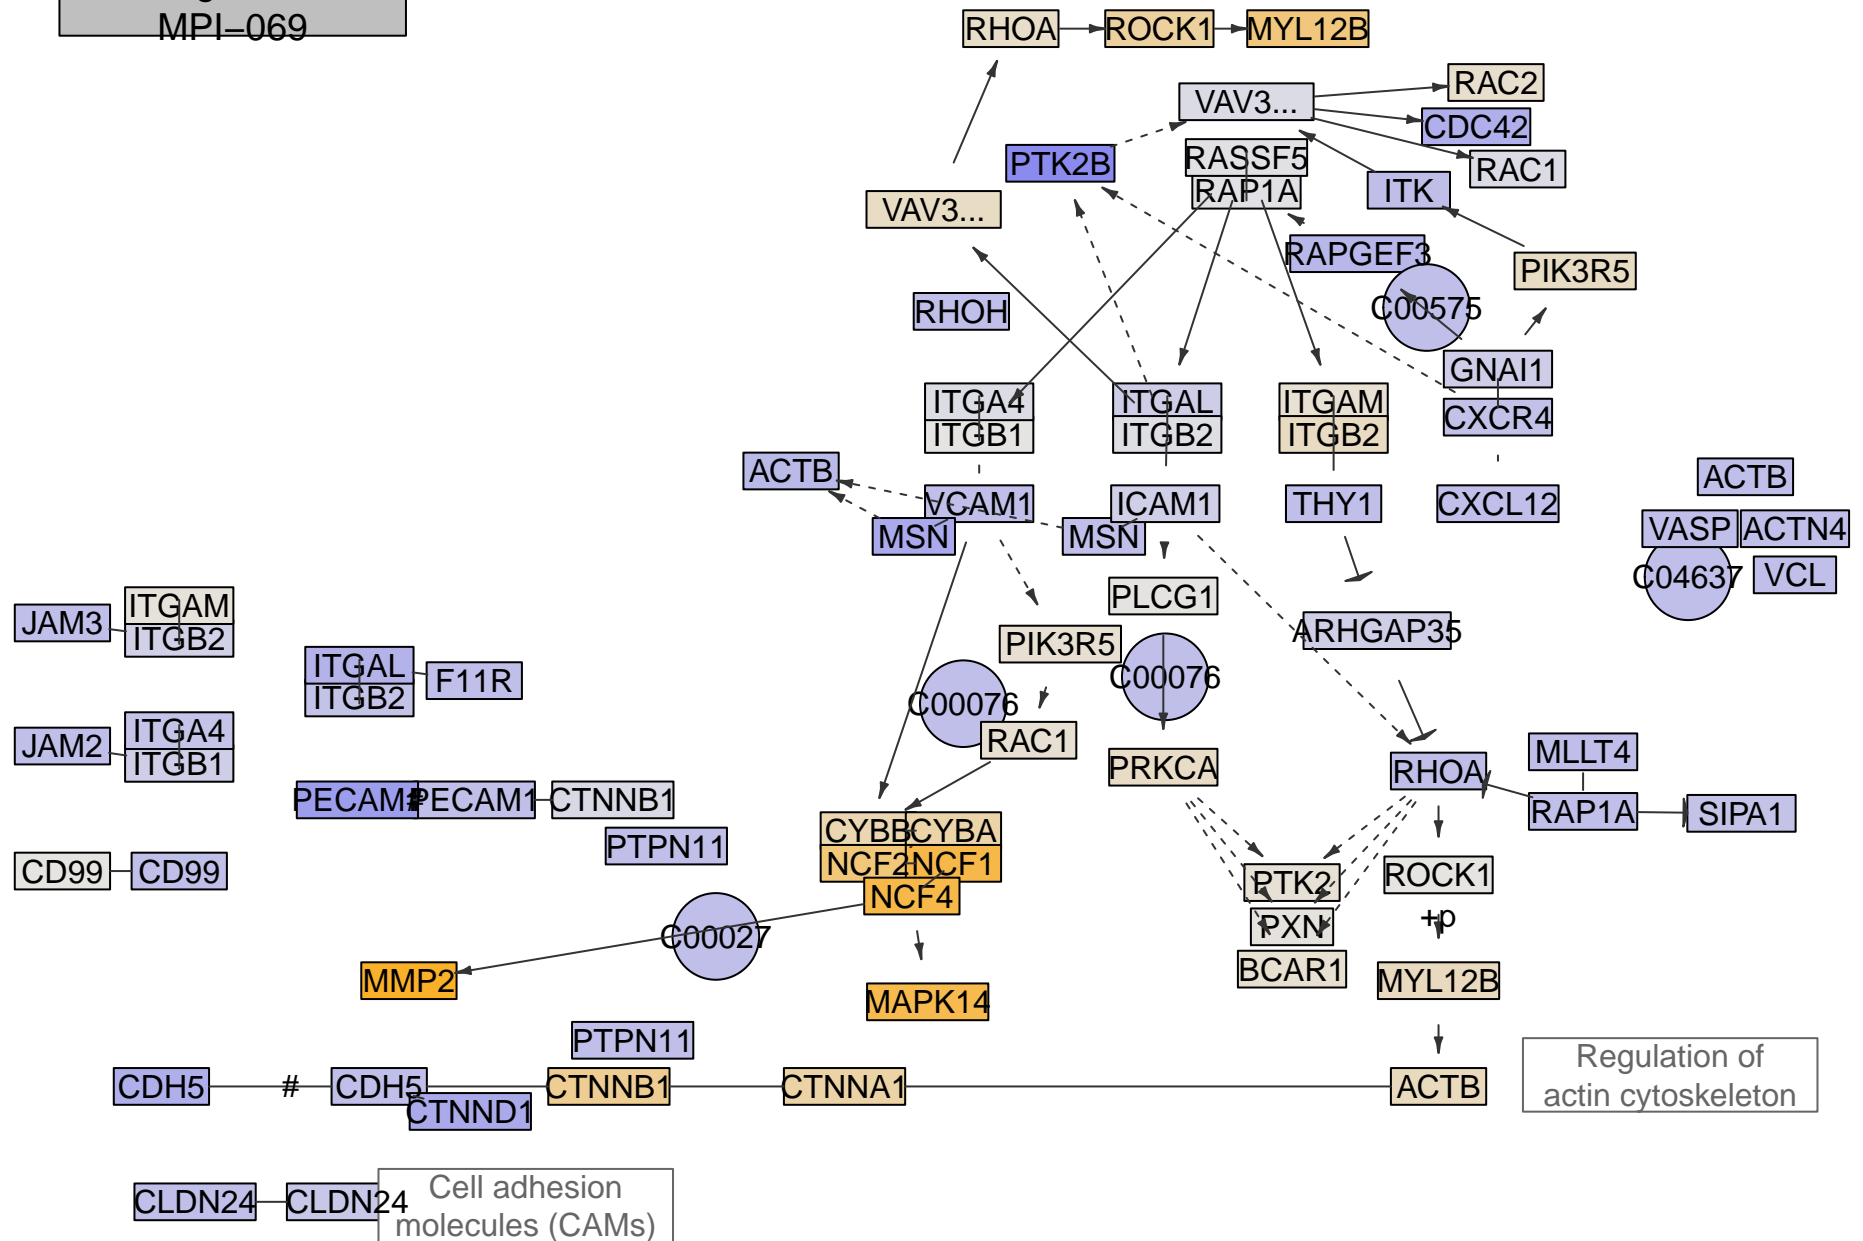 MPI−069
RHOA
ROCK1
MYL12B
RAC2
VAV3...
CDC42
PTK2B
RASSF5
RAC1
RAP1A
ITK
VAV3...
RAPGEF3
PIK3R5
RHOH
C00575
GNAI1
ITGA4
ITGAL
ITGAM
CXCR4
ITGB1
ITGB2
ITGB2
ACTB
ACTB
VCAM1
ICAM1
THY1
CXCL12
MSN
MSN
VASP
ACTN4
C04637
VCL
PLCG1
ITGAM
JAM3
ITGB2
ARHGAP35
PIK3R5
ITGAL
F11R
ITGB2
C00076
C00076
ITGA4
JAM2
ITGB1
RAC1
PRKCA
RHOA
MLLT4
PECAM1
#
PECAM1
CTNNB1
RAP1A
SIPA1
CYBB
CYBA
PTPN11
NCF2
NCF1
CD99
CD99
NCF4
PTK2
ROCK1
PXN
+p
C00027
BCAR1
MMP2
MYL12B
MAPK14
PTPN11
CDH5
#
CDH5
CTNNB1
CTNNA1
ACTB
CTNND1
Regulation of
actin cytoskeleton
CLDN24
CLDN24
Cell adhesion
molecules (CAMs)